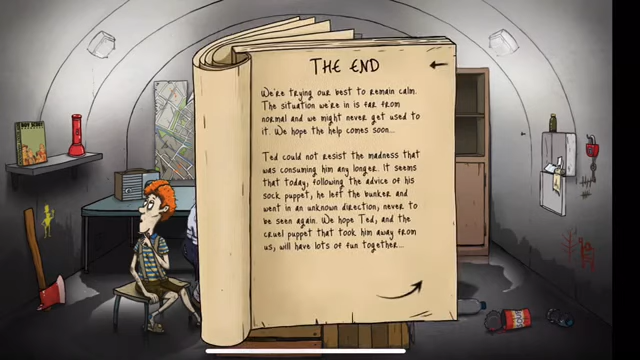 THE END
We're trying our best to remain calm.
The situation we're in is far from
normal and we might never get used to
it. We hope the help comes soon...
Ted could not resist the madness that
was consuming him any longer. It seems
that today, following the advice of his
sock puppet, he left the bunker and
went in an unknown direction, never to
be seen again. We hope Ted, and the
cruel puppet that took him away from
us, will have lots of fun together...